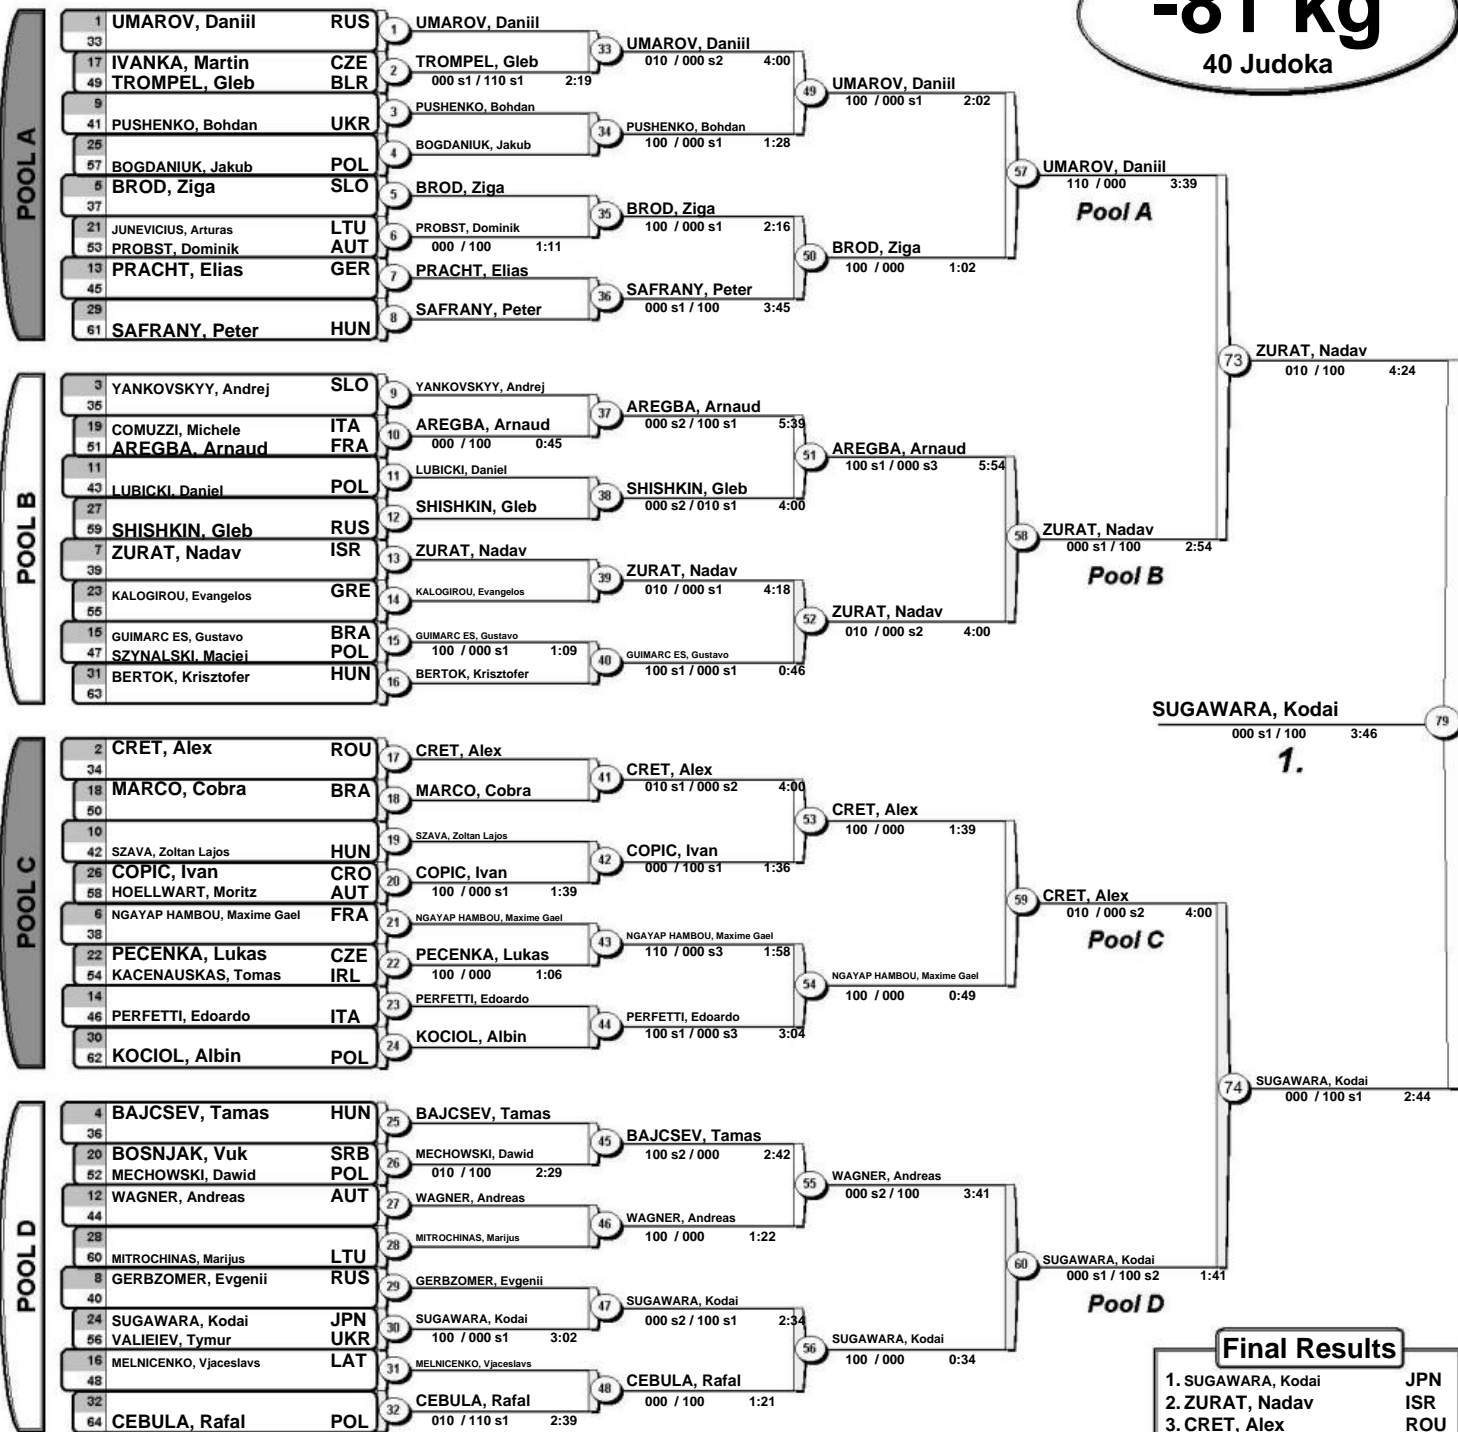 -81 kg
40 Judoka
POOL A
1 UMAROV, Daniil RUS
33
17 IVANKA, Martin CZE
49 TROMPEL, Gleb BLR
9
41 PUSHENKO, Bohdan UKR
25
57 BOGDANIUK, Jakub POL
5 BROD, Ziga SLO
37
21 JUNEVICIUS, Arturas LTU
53 PROBST, Dominik AUT
13 PRACHT, Elias GER
45
29
61 SAFRANY, Peter HUN
1 UMAROV, Daniil
2 TROMPEL, Gleb
000 s1 / 110 s1 2:19
3 PUSHENKO, Bohdan
4 BOGDANIUK, Jakub
5 BROD, Ziga
6 PROBST, Dominik
000 / 100 1:11
7 PRACHT, Elias
8 SAFRANY, Peter
33 UMAROV, Daniil
010 / 000 s2 4:00
34 PUSHENKO, Bohdan
100 / 000 s1 1:28
35 BROD, Ziga
100 / 000 s1 2:16
36 SAFRANY, Peter
000 s1 / 100 3:45
49 UMAROV, Daniil
100 / 000 s1 2:02
50 BROD, Ziga
100 / 000 1:02
57 UMAROV, Daniil
110 / 000 3:39
Pool A
POOL B
3 YANKOVSKYY, Andrej SLO
35
19 COMUZZI, Michele ITA
51 AREGBA, Arnaud FRA
11
43 LUBICKI, Daniel POL
27
59 SHISHKIN, Gleb RUS
7 ZURAT, Nadav ISR
39
23 KALOGIROU, Evangelos GRE
55
15 GUIMARC ES, Gustavo BRA
47 SZYNALSKI, Maciej POL
31 BERTOK, Krisztofer HUN
63
9 YANKOVSKYY, Andrej
10 AREGBA, Arnaud
000 / 100 0:45
11 LUBICKI, Daniel
12 SHISHKIN, Gleb
13 ZURAT, Nadav
14 KALOGIROU, Evangelos
15 GUIMARC ES, Gustavo
100 / 000 s1 1:09
16 BERTOK, Krisztofer
37 AREGBA, Arnaud
000 s2 / 100 s1 5:39
38 SHISHKIN, Gleb
000 s2 / 010 s1 4:00
39 ZURAT, Nadav
010 / 000 s1 4:18
40 GUIMARC ES, Gustavo
100 s1 / 000 s1 0:46
51 AREGBA, Arnaud
100 s1 / 000 s3 5:54
52 ZURAT, Nadav
010 / 000 s2 4:00
58 ZURAT, Nadav
000 s1 / 100 2:54
Pool B
73 ZURAT, Nadav
010 / 100 4:24
SUGAWARA, Kodai 79
000 s1 / 100 3:46
1.
POOL C
2 CRET, Alex ROU
34
18 MARCO, Cobra BRA
50
10
42 SZAVA, Zoltan Lajos HUN
26 COPIC, Ivan CRO
58 HOELLWART, Moritz AUT
6 NGAYAP HAMBOU, Maxime Gael FRA
38
22 PECENKA, Lukas CZE
54 KACENAUSKAS, Tomas IRL
14
46 PERFETTI, Edoardo ITA
30
62 KOCIOL, Albin POL
17 CRET, Alex
18 MARCO, Cobra
19 SZAVA, Zoltan Lajos
20 COPIC, Ivan
100 / 000 s1 1:39
21 NGAYAP HAMBOU, Maxime Gael
22 PECENKA, Lukas
100 / 000 1:06
23 PERFETTI, Edoardo
24 KOCIOL, Albin
41 CRET, Alex
010 s1 / 000 s2 4:00
42 COPIC, Ivan
000 / 100 s1 1:36
43 NGAYAP HAMBOU, Maxime Gael
110 / 000 s3 1:58
44 PERFETTI, Edoardo
100 s1 / 000 s3 3:04
53 CRET, Alex
100 / 000 1:39
54 NGAYAP HAMBOU, Maxime Gael
100 / 000 0:49
59 CRET, Alex
010 / 000 s2 4:00
Pool C
POOL D
4 BAJCSEV, Tamas HUN
36
20 BOSNJAK, Vuk SRB
52 MECHOWSKI, Dawid POL
12 WAGNER, Andreas AUT
44
28
60 MITROCHINAS, Marijus LTU
8 GERBZOMER, Evgenii RUS
40
24 SUGAWARA, Kodai JPN
56 VALIEIEV, Tymur UKR
16 MELNICENKO, Vjaceslavs LAT
48
32
64 CEBULA, Rafal POL
25 BAJCSEV, Tamas
26 MECHOWSKI, Dawid
010 / 100 2:29
27 WAGNER, Andreas
28 MITROCHINAS, Marijus
29 GERBZOMER, Evgenii
30 SUGAWARA, Kodai
100 / 000 s1 3:02
31 MELNICENKO, Vjaceslavs
32 CEBULA, Rafal
010 / 110 s1 2:39
45 BAJCSEV, Tamas
100 s2 / 000 2:42
46 WAGNER, Andreas
100 / 000 1:22
47 SUGAWARA, Kodai
000 s2 / 100 s1 2:34
48 CEBULA, Rafal
000 / 100 1:21
55 WAGNER, Andreas
000 s2 / 100 3:41
56 SUGAWARA, Kodai
100 / 000 0:34
60 SUGAWARA, Kodai
000 s1 / 100 s2 1:41
Pool D
74 SUGAWARA, Kodai
000 / 100 s1 2:44
Final Results
1. SUGAWARA, Kodai JPN
2. ZURAT, Nadav ISR
3. CRET, Alex ROU